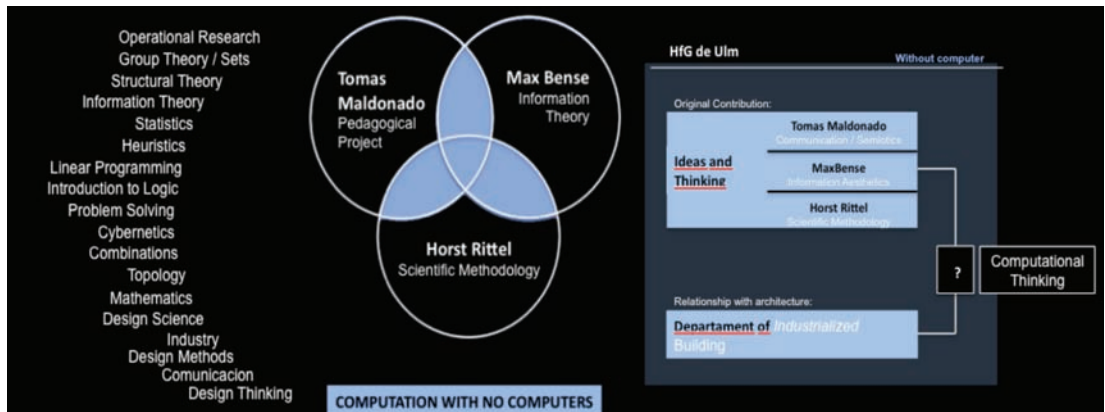 Operational Research
Group Theory / Sets
Structural Theory
Information Theory
Statistics
Heuristics
Linear Programming
Introduction to Logic
Problem Solving
Cybernetics
Combinations
Topology
Mathematics
Design Science
Industry
Design Methods
Comunicacion
Design Thinking
Tomas
Maldonado
Pedagogical
Project
Max Bense
Information
Theory
Horst Rittel
Scientific Methodology
COMPUTATION WITH NO COMPUTERS
HfG de Ulm
Without computer
Original Contribution:
Ideas and
Thinking
Tomas Maldonado
Communication / Semiotics
MaxBense
Information Aesthetics
Horst Rittel
Scientific Methodology
?
Computational
Thinking
Relationship with architecture:
Departament of Industrialized
Building